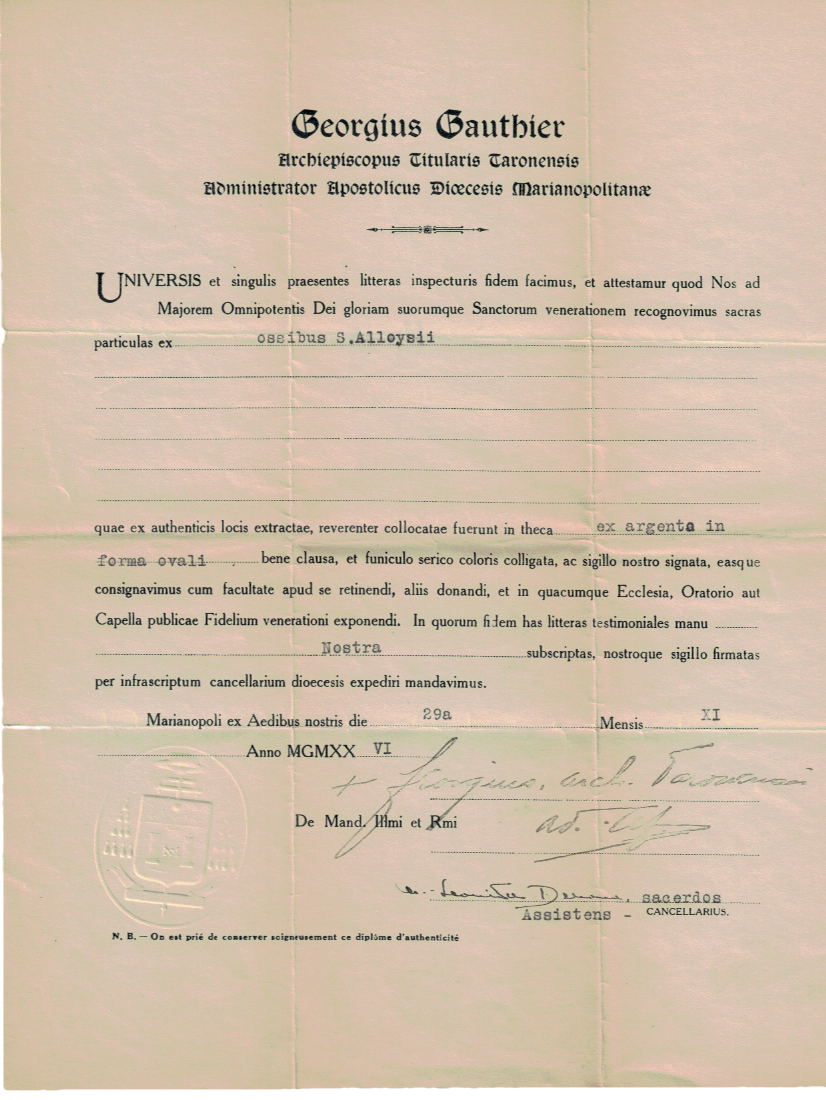 Georgius Gauthier
Archiepiscopus Titularis Taronensis
Administrator Apostolicus Diœcesis Marianopolitanæ
UNIVERSIS et singulis praesentes litteras inspecturis fidem facimus, et attestamur quod Nos ad
Majorem Omnipotentis Dei gloriam suorumque Sanctorum venerationem recognovimus sacras
particulas ex ossibus S.Alloysii
quae ex authenticis locis extractae, reverenter collocatae fuerunt in theca ex argento in
forma ovali bene clausa, et funiculo serico coloris colligata, ac sigillo nostro signata, easque
consignavimus cum facultate apud se retinendi, aliis donandi, et in quacumque Ecclesia, Oratorio aut
Capella publicae Fidelium venerationi exponendi. In quorum fidem has litteras testimoniales manu
Nostra subscriptas, nostroque sigillo firmatas
per infrascriptum cancellarium dioecesis expediri mandavimus.
Marianopoli ex Aedibus nostris die 29a Mensis XI
Anno MGMXX VI
+ Georgius, arch. Taronensis
De Mand. Illmi et Rmi ad.
sacerdos
Assistens - CANCELLARIUS.
N. B. — On est prié de conserver soigneusement ce diplôme d'authenticité